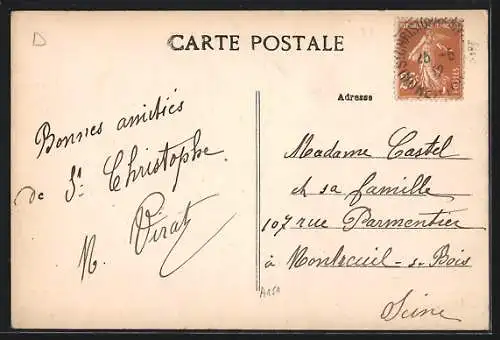 D
CARTE POSTALE
Adresse
Bonnes amitiés
de St Christophe.
N. Virat
Madame Castel
et sa famille
107 rue Parmentier
à Montreuil - s- Bois
Seine
A151